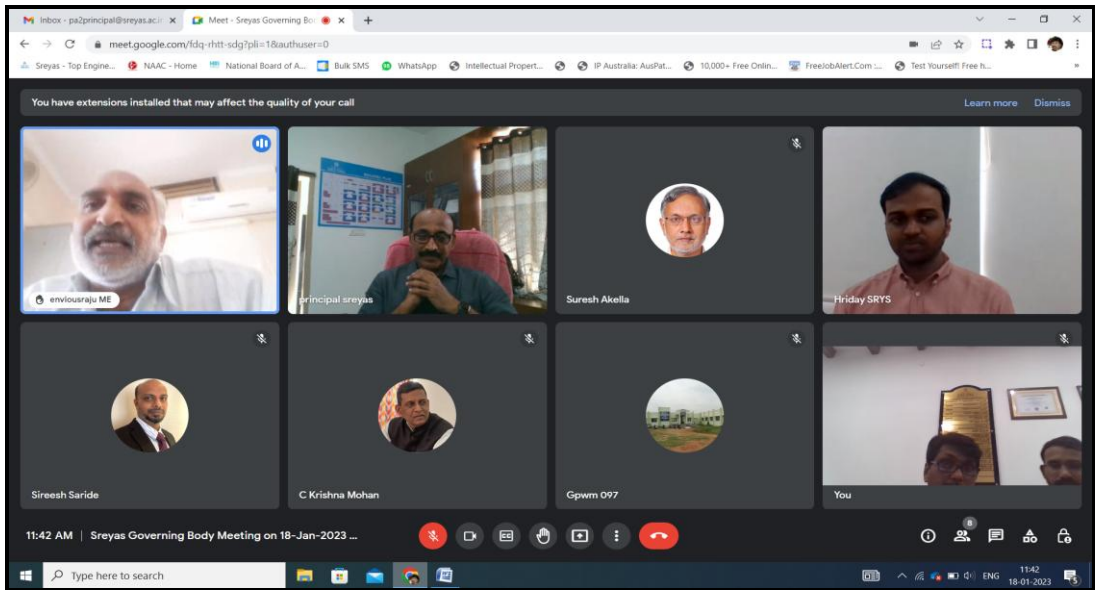 Inbox - pa2principal@sreyas.ac.in
Meet - Sreyas Governing Bo
meet.google.com/fdq-rhtt-sdg?pli=1&authuser=0
Sreyas - Top Engine...
NAAC - Home
National Board of A...
Bulk SMS
WhatsApp
Intellectual Propert...
IP Australia: AusPat...
10,000+ Free Onlin...
FreeJobAlert.Com :...
Test Yourself! Free h...
»
You have extensions installed that may affect the quality of your call
Learn more
Dismiss
enviousraju ME
principal sreyas
Suresh Akella
Hriday SRYS
Sireesh Saride
C Krishna Mohan
Gpwm 097
You
11:42 AM | Sreyas Governing Body Meeting on 18-Jan-2023 ...
8
Type here to search
ENG
11:42
18-01-2023